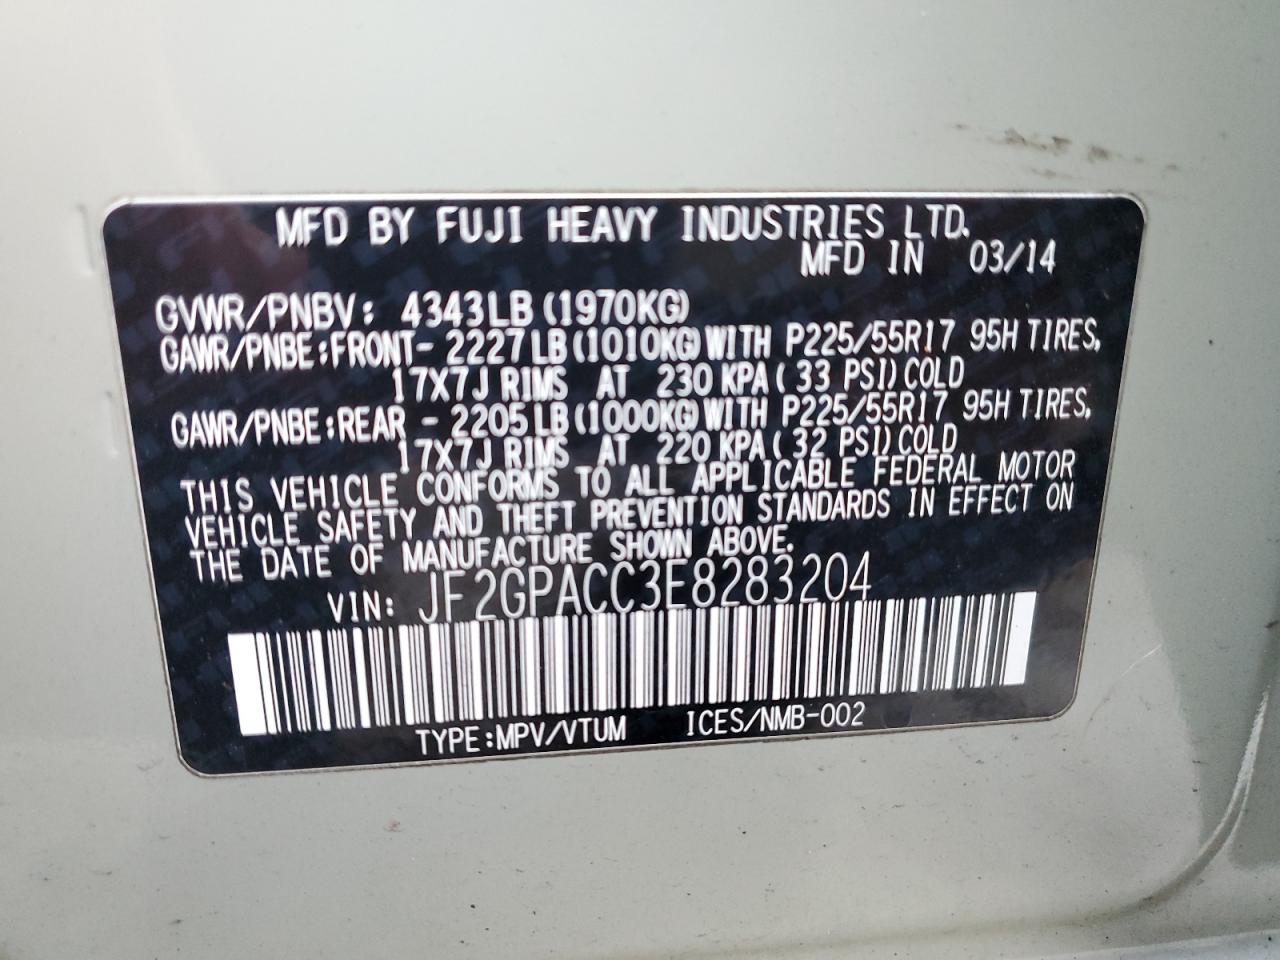 MFD BY FUJI HEAVY INDUSTRIES LTD.
MFD IN 03/14
GVWR/PNBV: 4343LB (1970KG)
GAWR/PNBE:FRONT- 2227LB(1010KG)WITH P225/55R17 95H TIRES,
17X7J RIMS AT 230 KPA( 33 PSI)COLD
GAWR/PNBE:REAR - 2205LB(1000KG)WITH P225/55R17 95H TIRES,
17X7J RIMS AT 220 KPA( 32 PSI)COLD
THIS VEHICLE CONFORMS TO ALL APPLICABLE FEDERAL MOTOR
VEHICLE SAFETY AND THEFT PREVENTION STANDARDS IN EFFECT ON
THE DATE OF MANUFACTURE SHOWN ABOVE.
VIN: JF2GPACC3E8283204
TYPE:MPV/VTUM ICES/NMB-002